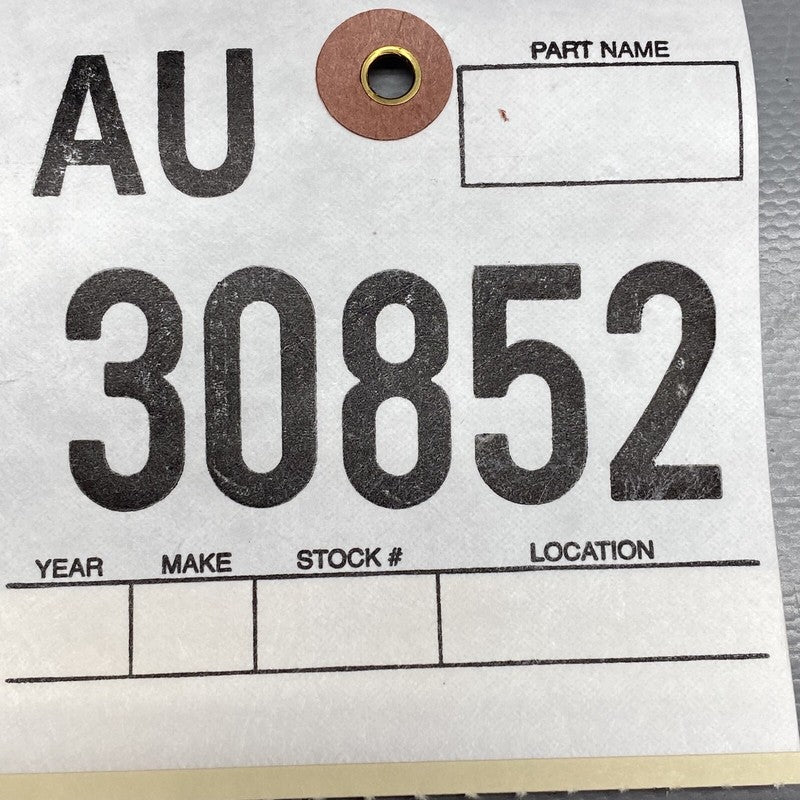 AU
PART NAME
30852
YEAR MAKE STOCK # LOCATION